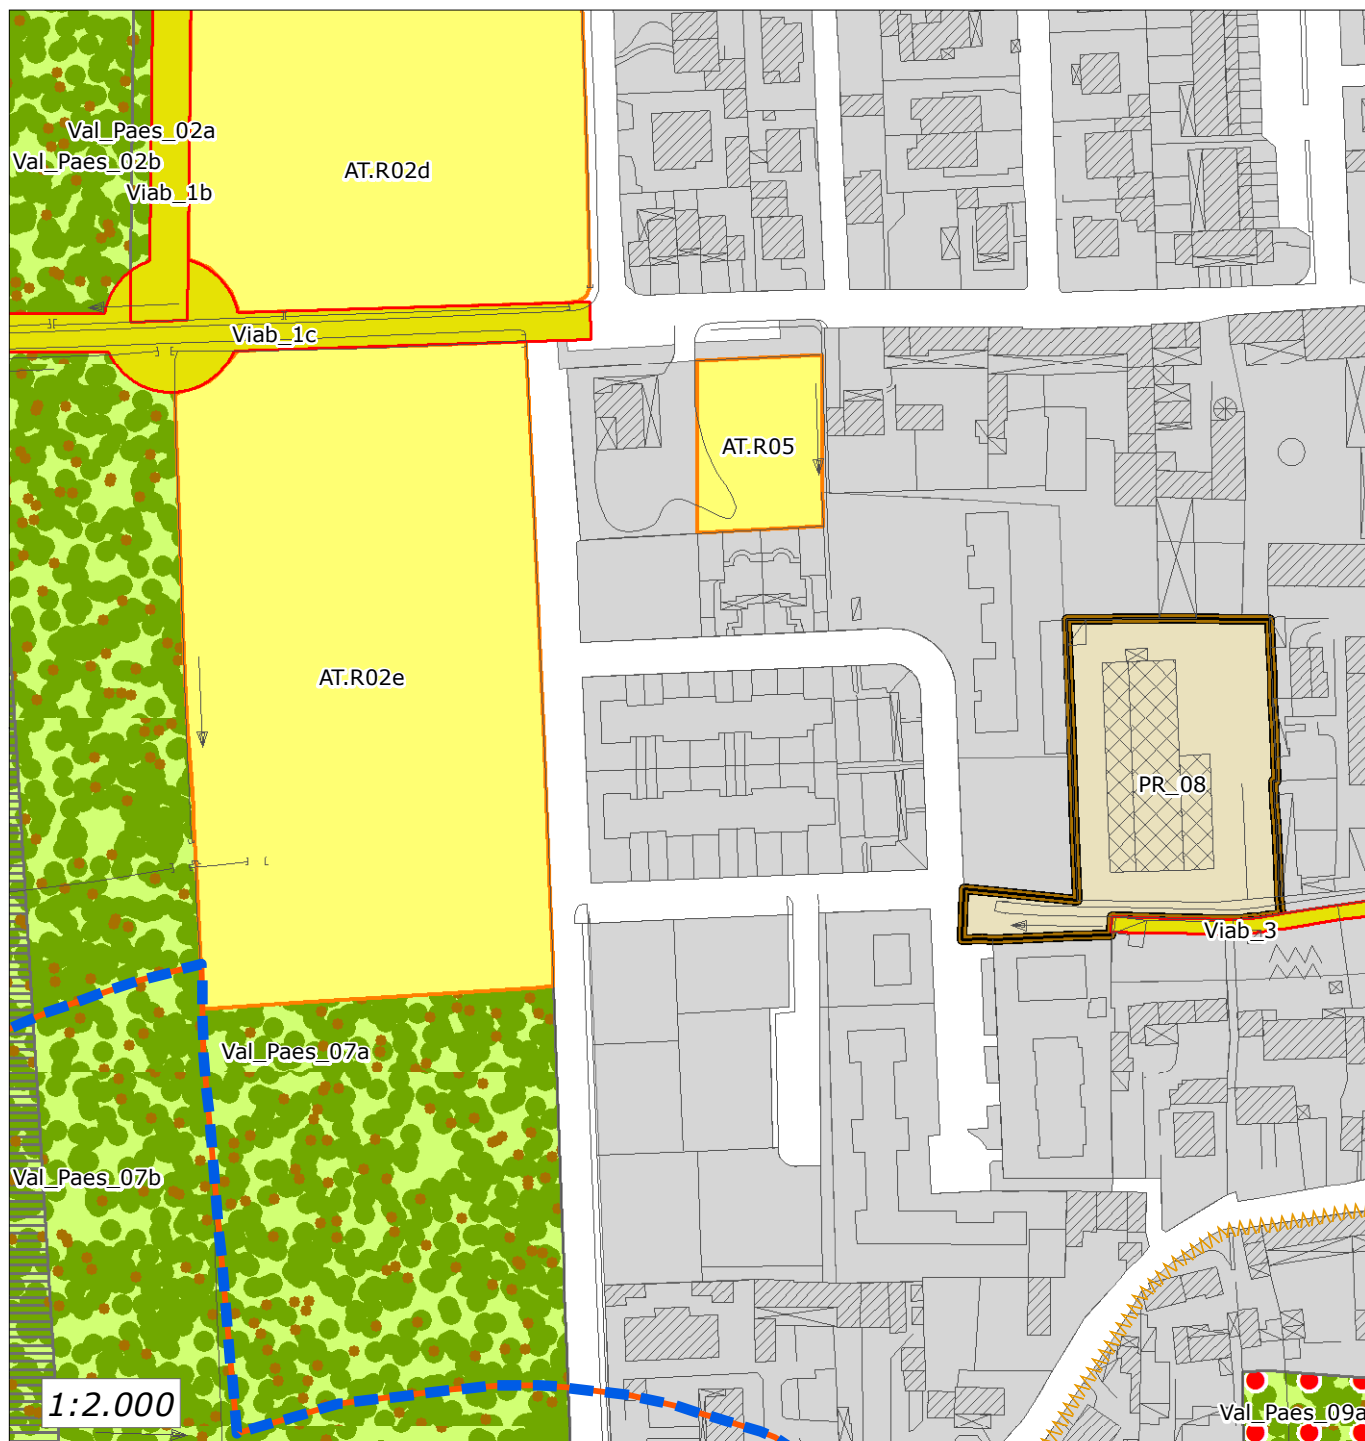 Val_Paes_02a
Val_Paes_02b
Viab_1b
AT.R02d
Viab_1c
AT.R05
AT.R02e
PR_08
Viab_3
Val_Paes_07a
Val_Paes_07b
1:2.000
Val_Paes_09a